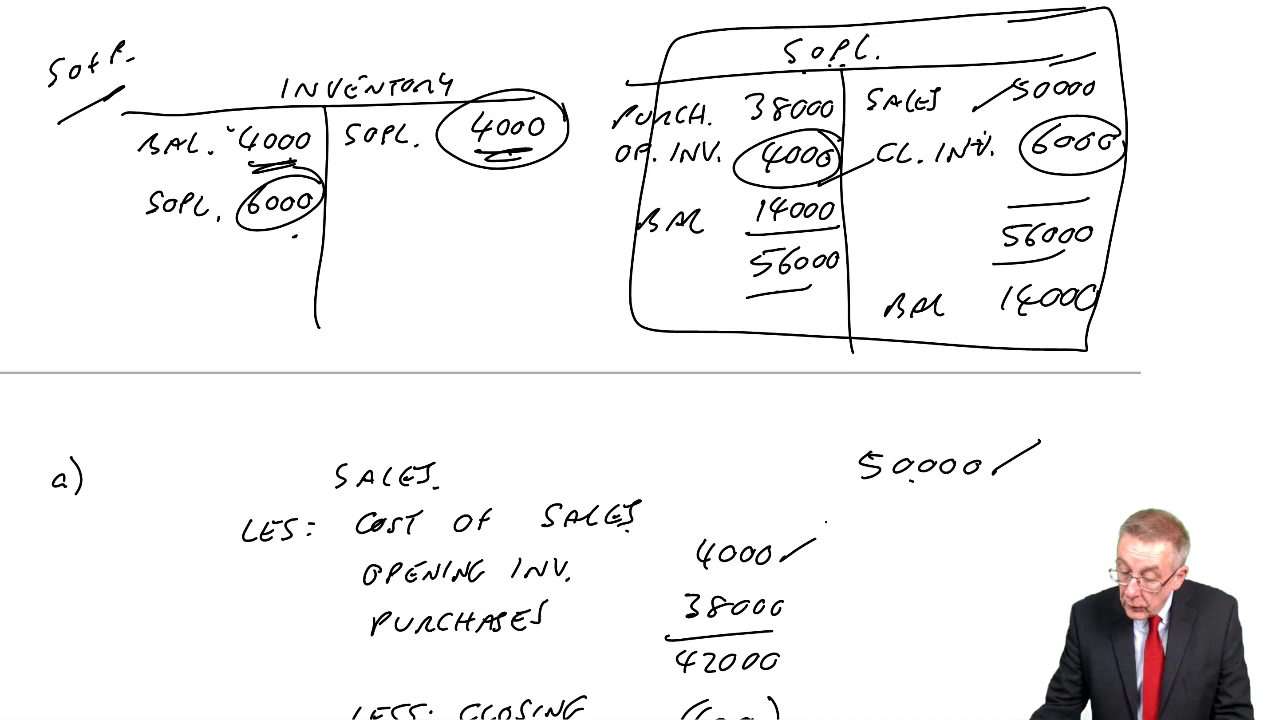 SOFP.
INVENTORY
BAL. 4000 SOPL. 4000
SOPL. 6000
SOPL.
PURCH. 38000 SALES 50000
OP. INV. 4000 CL. INV. 6000
BAL 14000
56000 56000
BAL 14000
a) SALES. 50000
LES: COST OF SALES
OPENING INV. 4000
PURCHASES 38000
42000
LESS: CLOSING